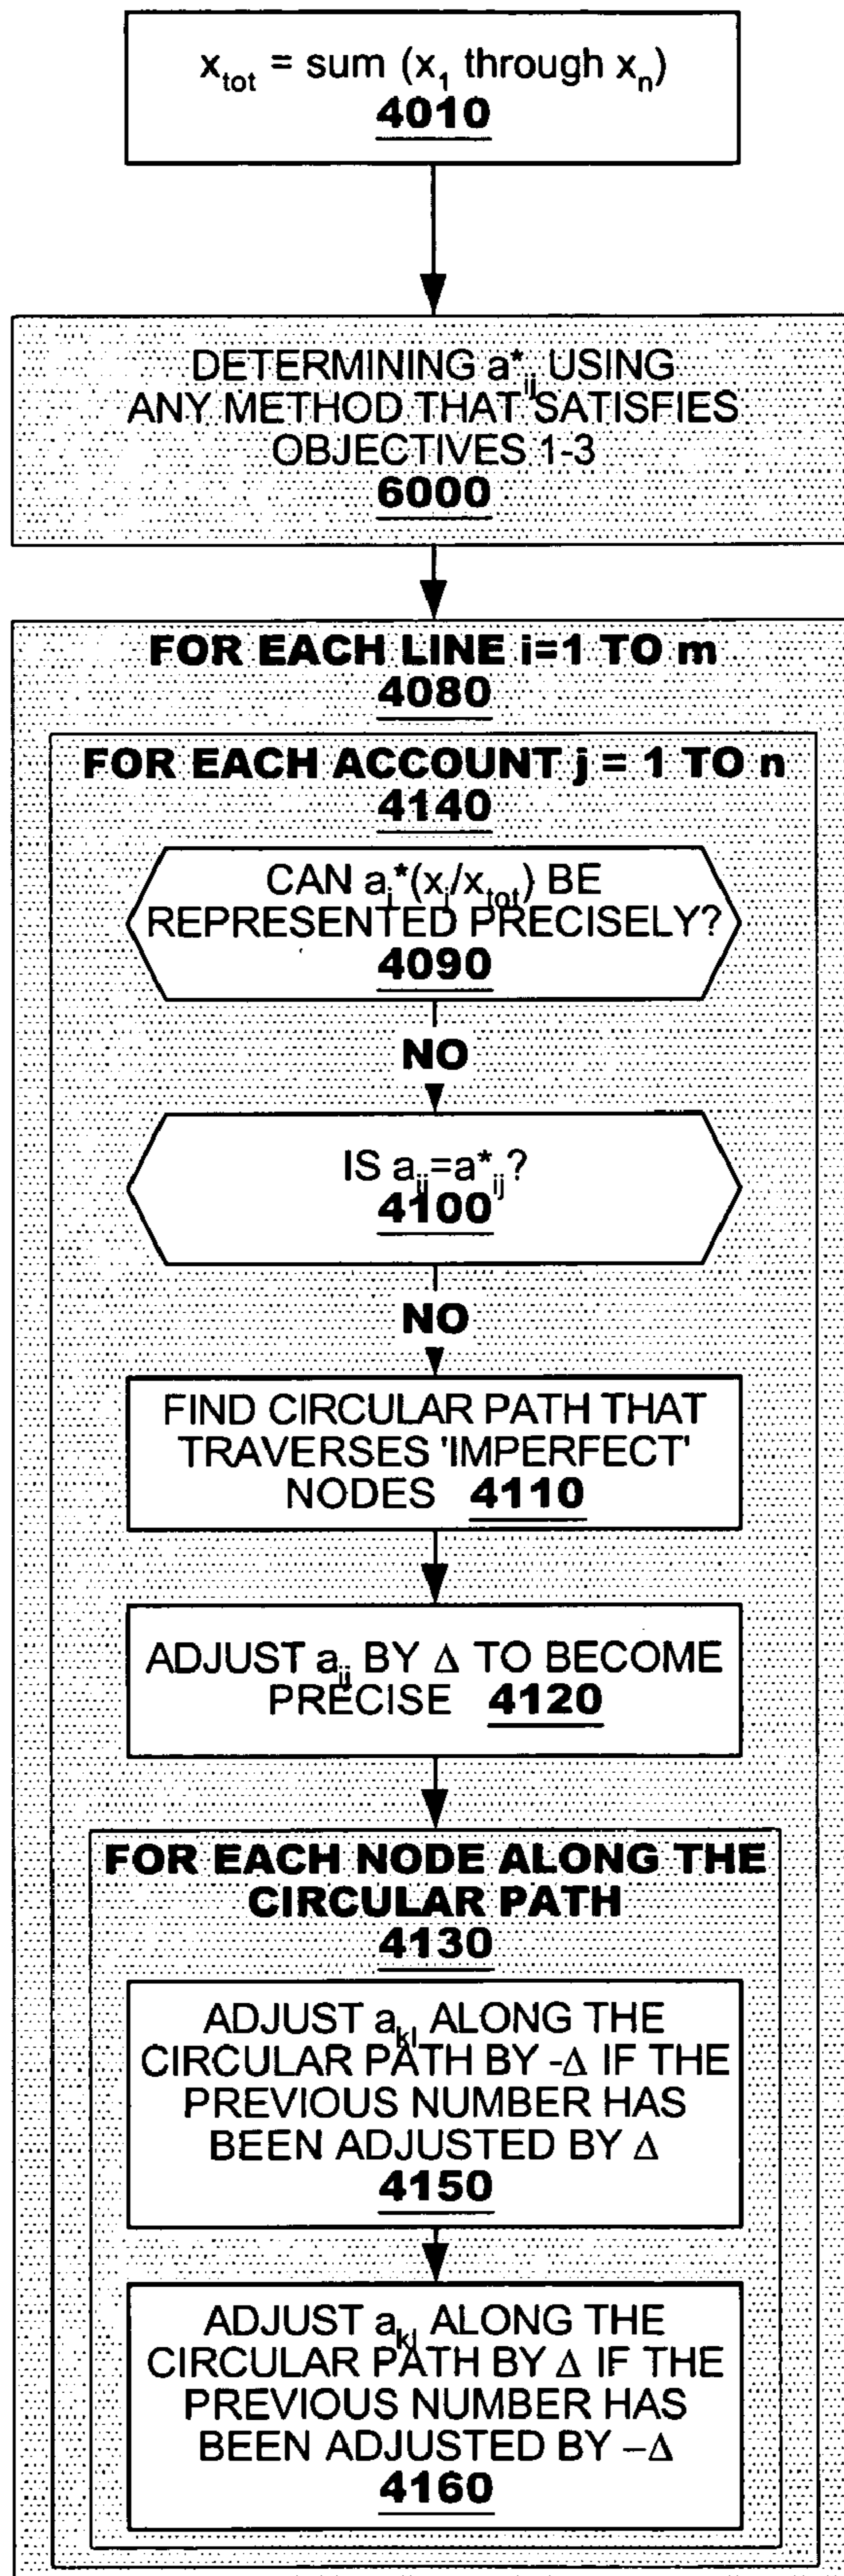 x_tot = sum (x_1 through x_n)
4010
DETERMINING a*_ij USING
ANY METHOD THAT SATISFIES
OBJECTIVES 1-3
6000
FOR EACH LINE i=1 TO m
4080
FOR EACH ACCOUNT j = 1 TO n
4140
CAN a_i*(x_j/x_tot) BE
REPRESENTED PRECISELY?
4090
NO
IS a_ij=a*_ij?
4100
NO
FIND CIRCULAR PATH THAT
TRAVERSES 'IMPERFECT'
NODES 4110
ADJUST a_ij BY Δ TO BECOME
PRECISE 4120
FOR EACH NODE ALONG THE
CIRCULAR PATH
4130
ADJUST a_kl ALONG THE
CIRCULAR PATH BY -Δ IF THE
PREVIOUS NUMBER HAS
BEEN ADJUSTED BY Δ
4150
ADJUST a_kl ALONG THE
CIRCULAR PATH BY Δ IF THE
PREVIOUS NUMBER HAS
BEEN ADJUSTED BY –Δ
4160